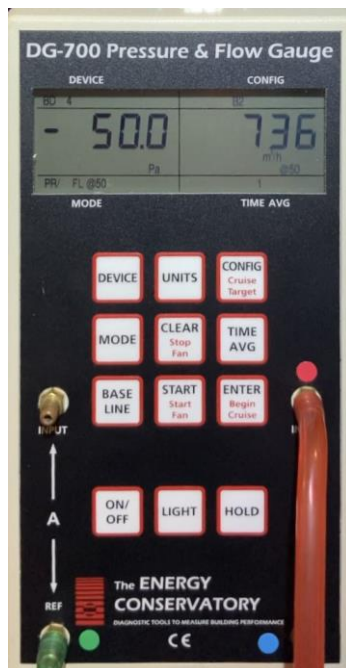 DG-700 Pressure & Flow Gauge
DEVICE CONFIG
BD 4 B2
- 50.0 736
m³/h
Pa @50
PR/ FL @50 1
MODE TIME AVG
DEVICE
UNITS
CONFIG
Cruise
Target
MODE
CLEAR
Stop
Fan
TIME
AVG
BASE
LINE
START
Start
Fan
ENTER
Begin
Cruise
INPUT
A
ON/
OFF
LIGHT
HOLD
REF
The ENERGY
CONSERVATORY
DIAGNOSTIC TOOLS TO MEASURE BUILDING PERFORMANCE
CE